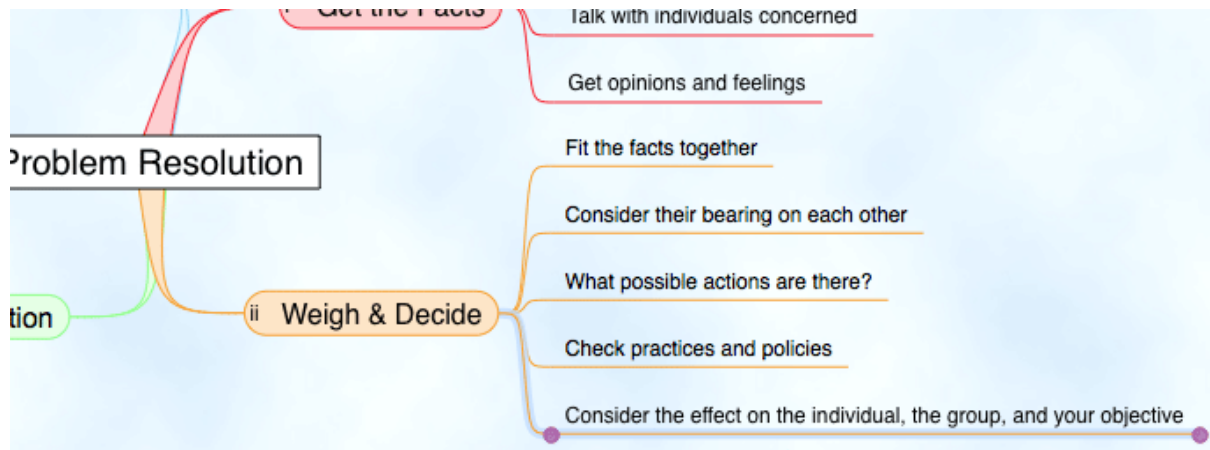 i Get the Facts
Talk with individuals concerned
Get opinions and feelings
Problem Resolution
Fit the facts together
Consider their bearing on each other
What possible actions are there?
tion
ii Weigh & Decide
Check practices and policies
Consider the effect on the individual, the group, and your objective